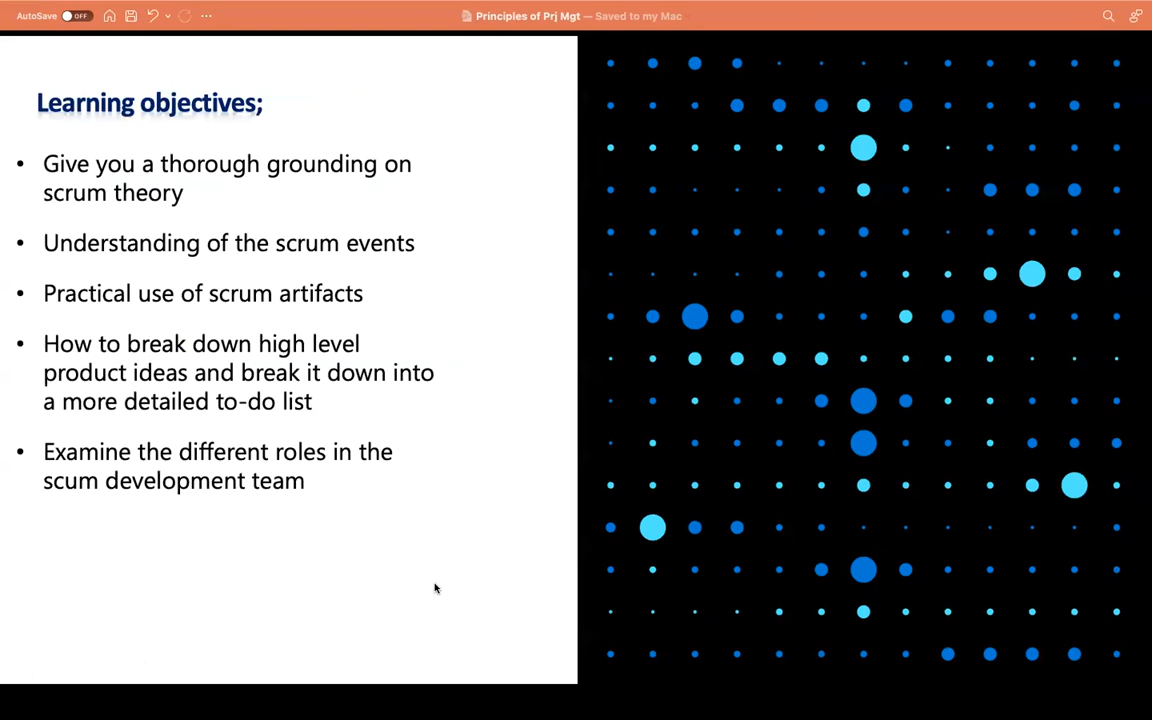 AutoSave OFF
Principles of Prj Mgt — Saved to my Mac
Learning objectives;
• Give you a thorough grounding on
scrum theory
• Understanding of the scrum events
• Practical use of scrum artifacts
• How to break down high level
product ideas and break it down into
a more detailed to-do list
• Examine the different roles in the
scum development team